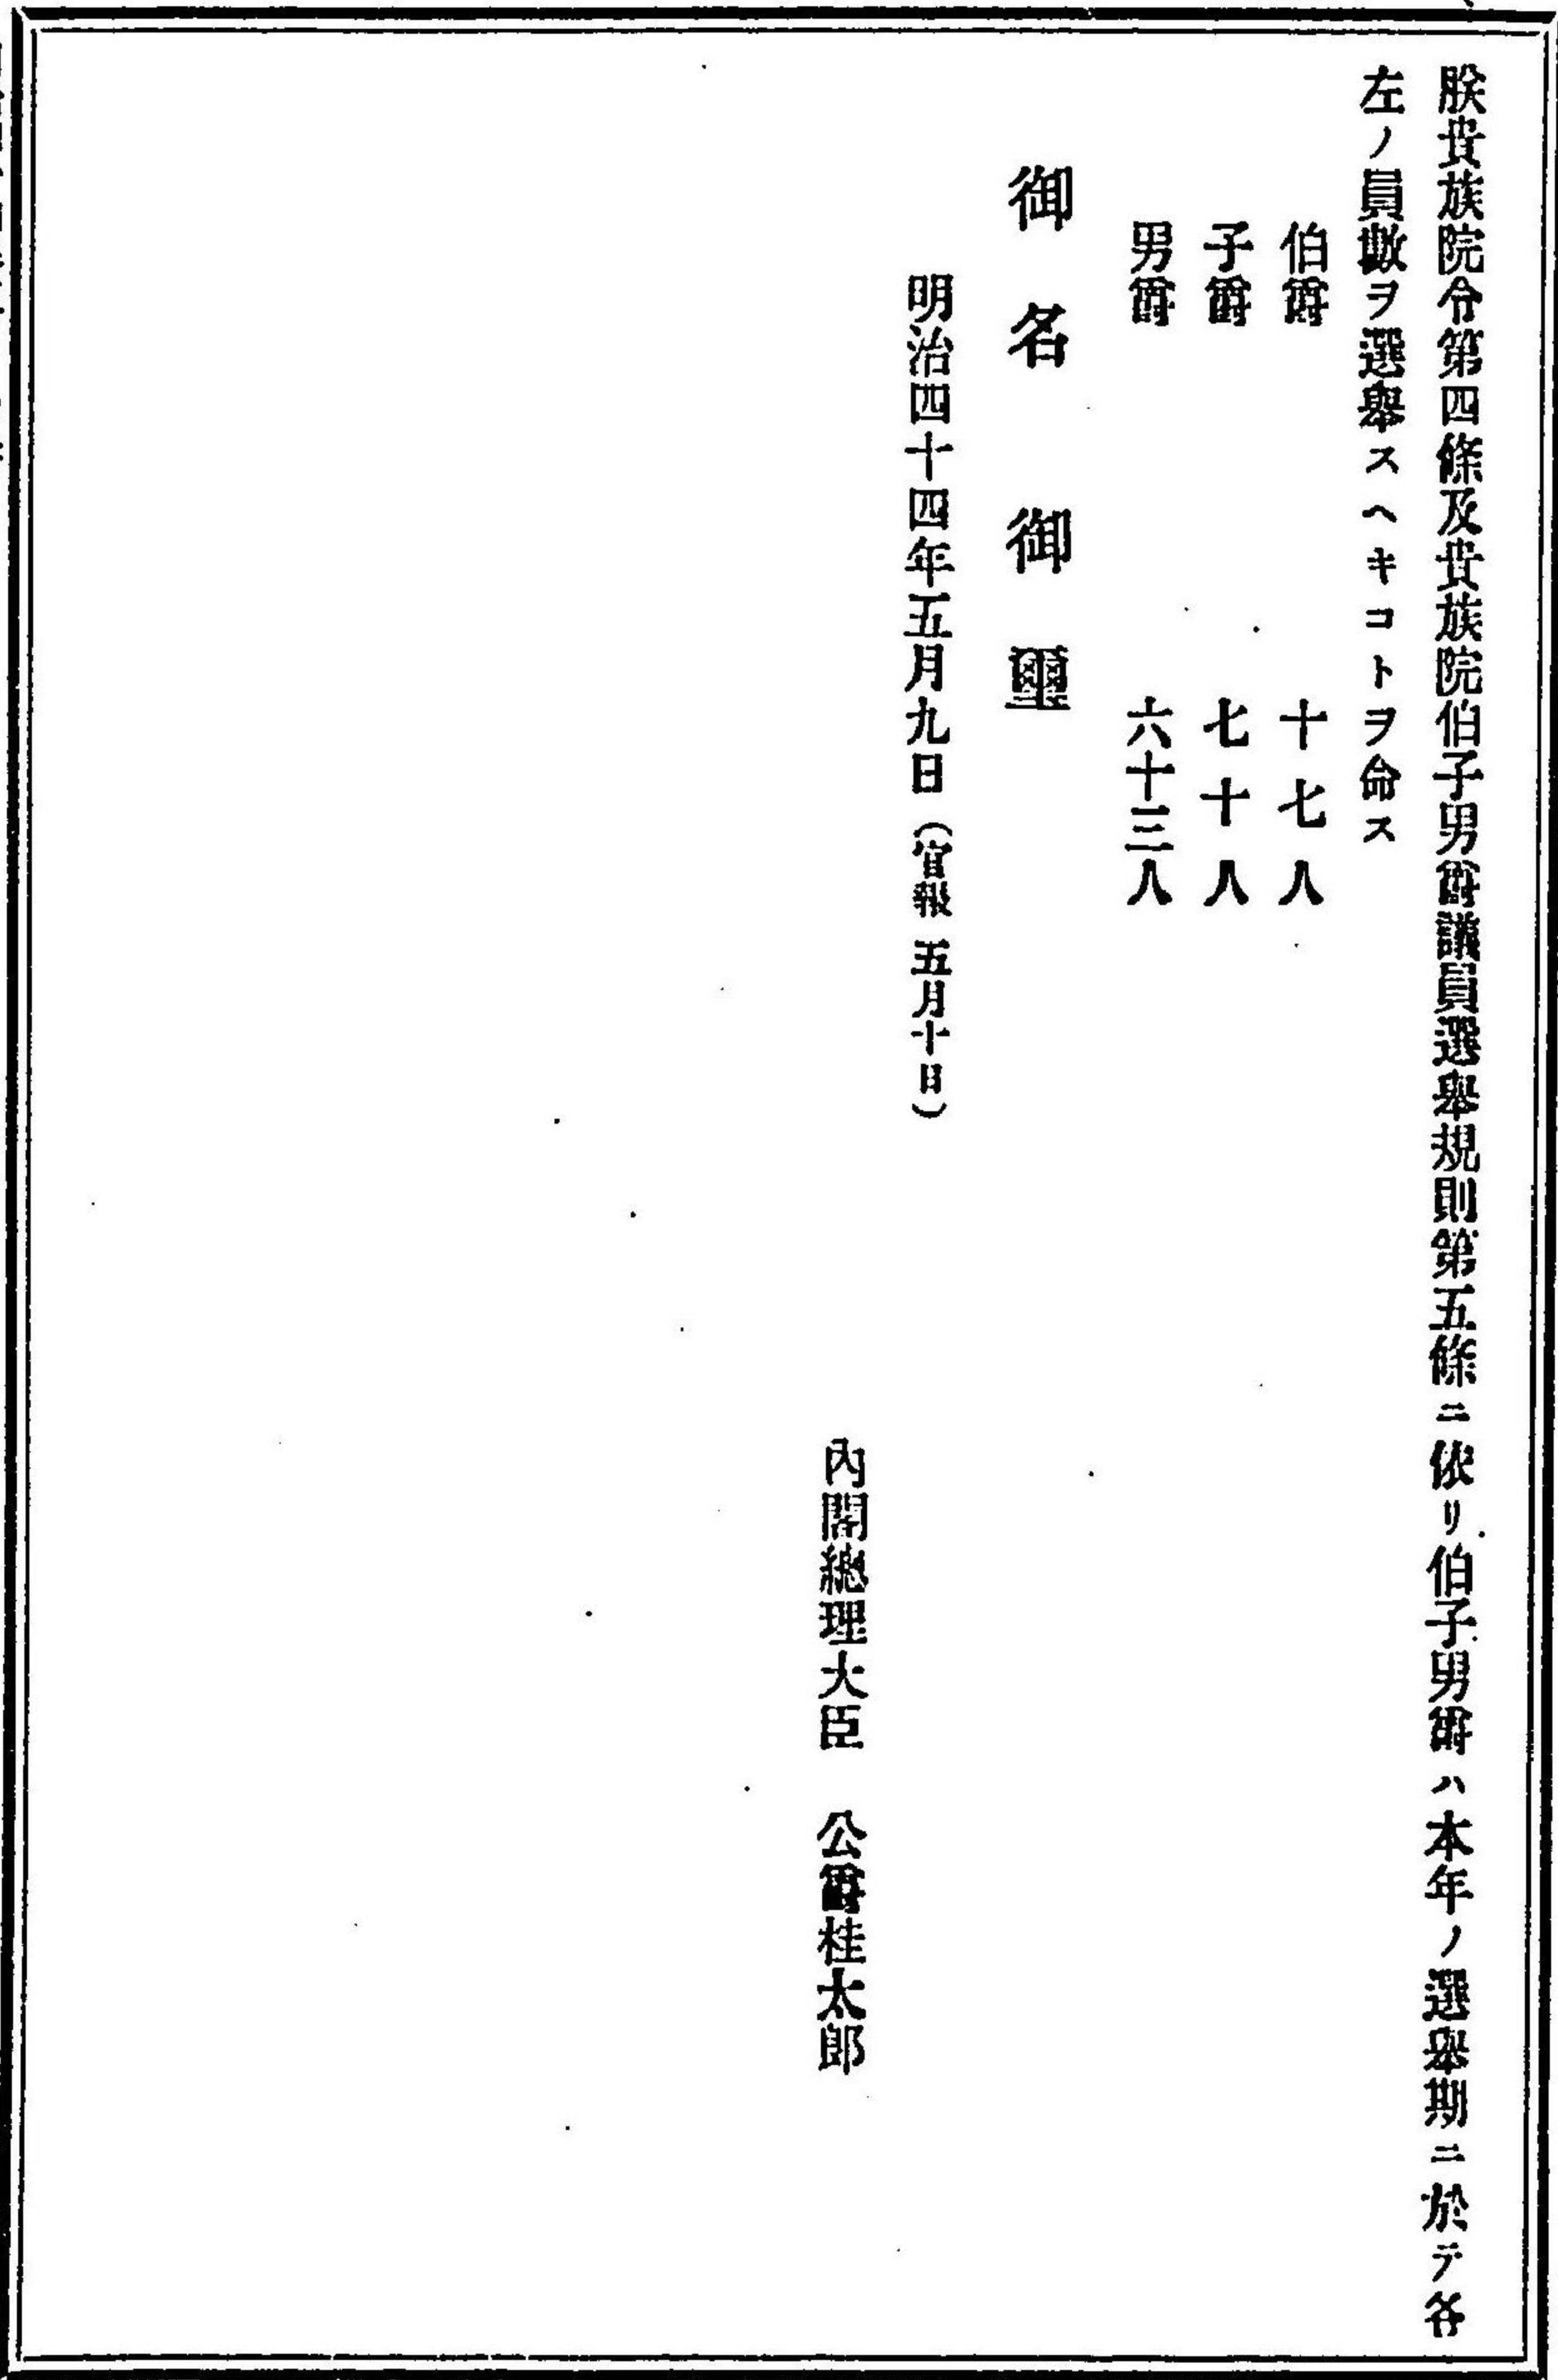 朕貴族院令第四條及貴族院伯子男爵議員選擧規則第五條ニ依リ伯子男爵ハ本年ノ選擧期ニ於テ各
左ノ員數ヲ選擧スヘキコトヲ命ス
伯爵 十七人
子爵 七十人
男爵 六十三人
御名 御璽
明治四十四年五月九日（官報 五月十日）
內閣總理大臣 公爵桂太郎